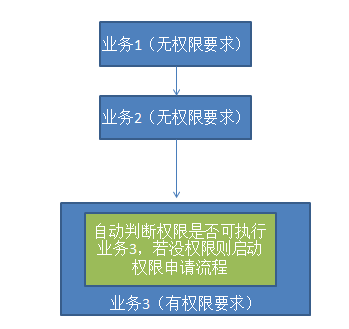 业务1（无权限要求）
业务2（无权限要求）
自动判断权限是否可执行
业务3，若没权限则启动
权限申请流程
业务3（有权限要求）